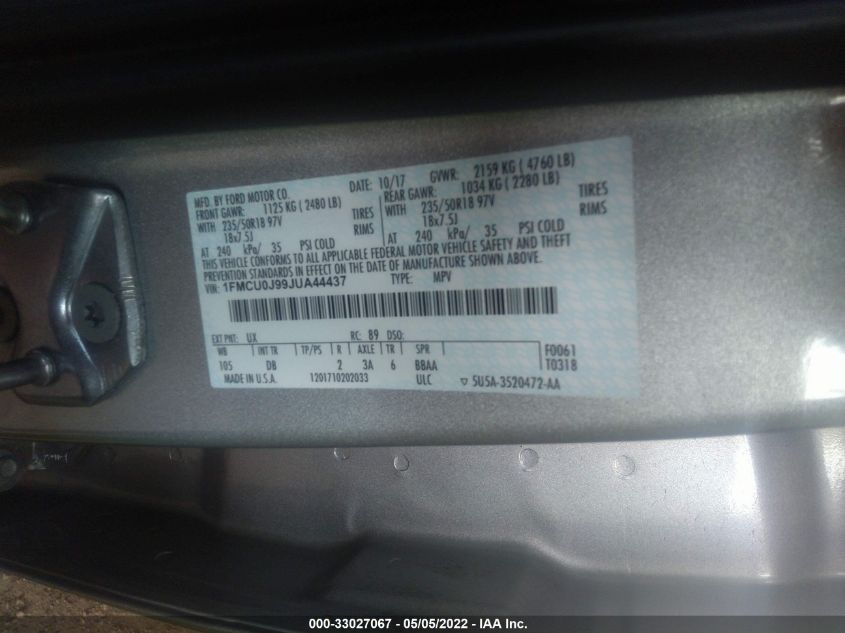 MFD. BY FORD MOTOR CO.
DATE: 10/17
GVWR: 2159 KG ( 4760 LB)
FRONT GAWR: 1125 KG ( 2480 LB)
REAR GAWR: 1034 KG ( 2280 LB)
WITH 235/50R18 97V TIRES
WITH 235/50R18 97V TIRES
18x7.5J RIMS
18x7.5J RIMS
AT 240 kPa/ 35 PSI COLD
AT 240 kPa/ 35 PSI COLD
THIS VEHICLE CONFORMS TO ALL APPLICABLE FEDERAL MOTOR VEHICLE SAFETY AND THEFT
PREVENTION STANDARDS IN EFFECT ON THE DATE OF MANUFACTURE SHOWN ABOVE.
VIN: 1FMCU0J99JUA44437
TYPE: MPV
EXT PNT: UX RC: 89 DSO:
WB INT TR TP/PS R AXLE TR SPR F0061
105 DB 2 3A 6 BBAA T0318
MADE IN U.S.A. 1201710202033 ULC ▽ 5U5A-3520472-AA
000-33027067 - 05/05/2022 - IAA Inc.